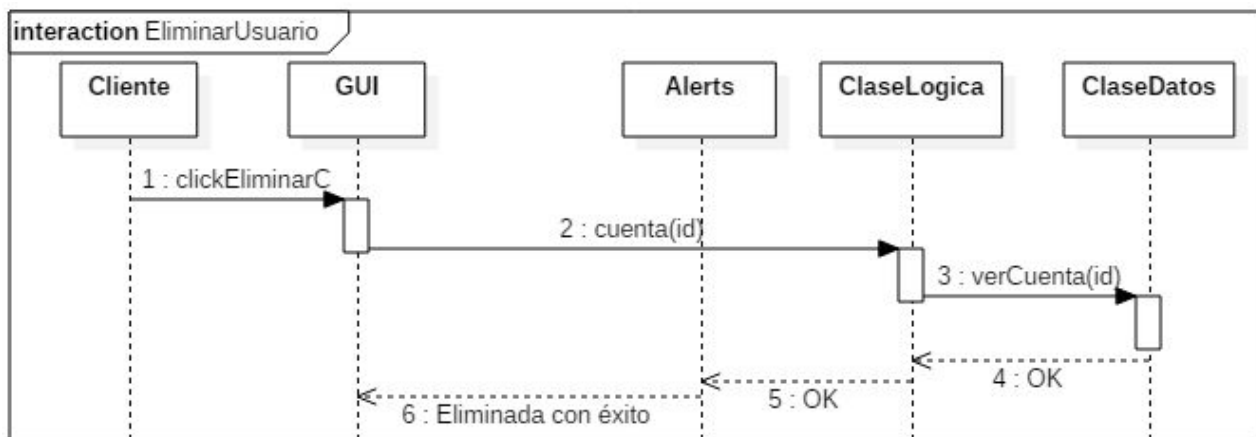 interaction EliminarUsuario
Cliente
GUI
Alerts
ClaseLogica
ClaseDatos
1 : clickEliminarC
2 : cuenta(id)
3 : verCuenta(id)
4 : OK
5 : OK
6 : Eliminada con éxito